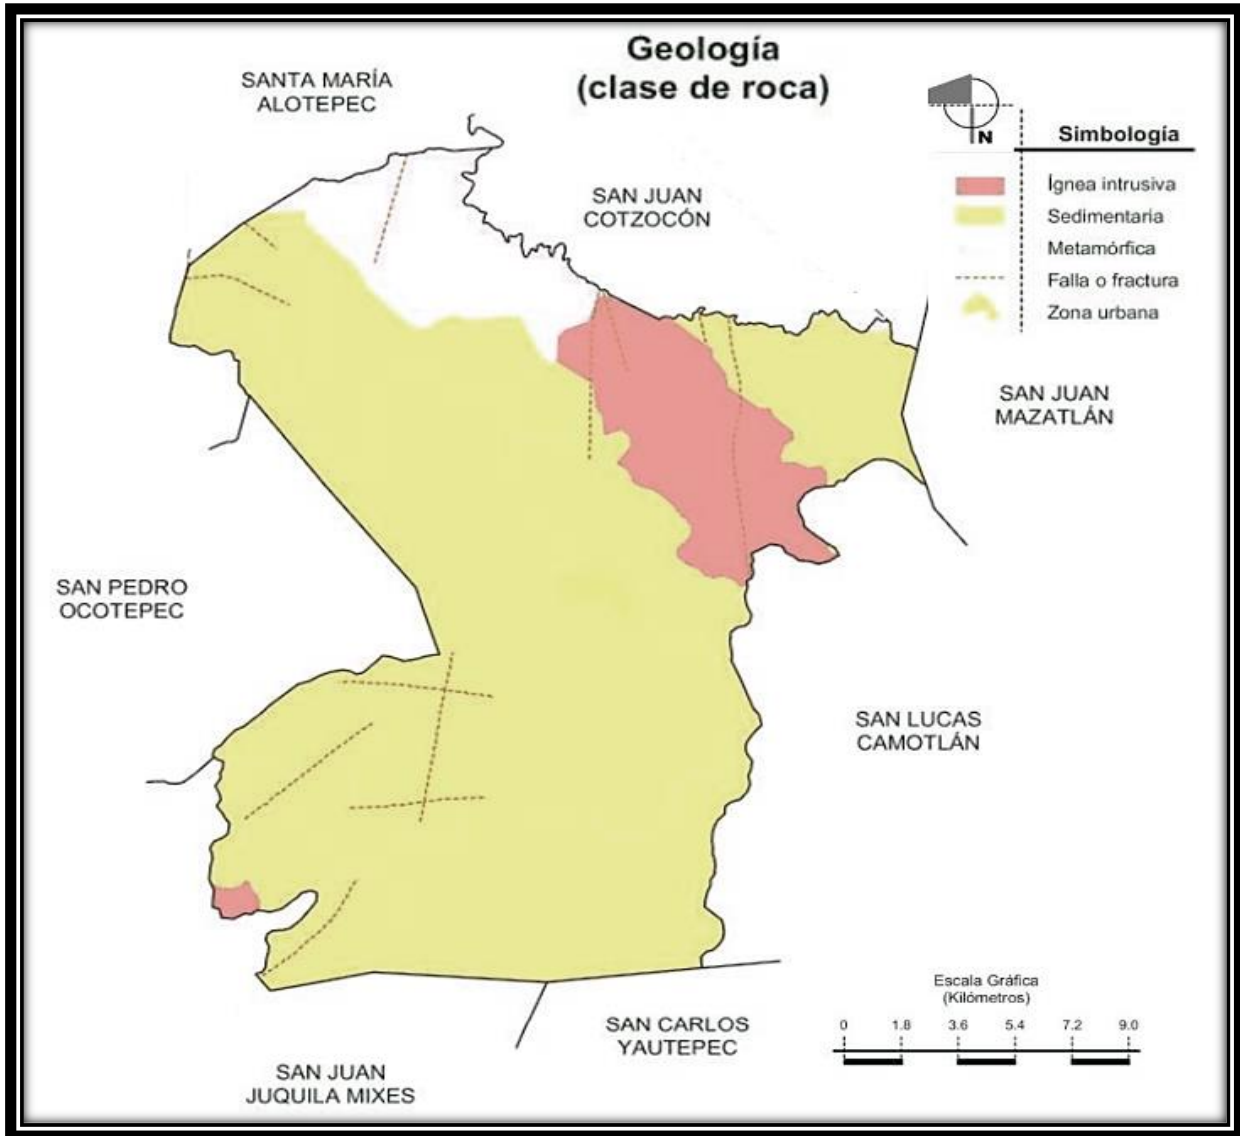 Geología
(clase de roca)
SANTA MARÍA
ALOTEPEC
N
Simbología
Ígnea intrusiva
Sedimentaria
Metamórfica
Falla o fractura
Zona urbana
SAN JUAN
COTZOCÓN
SAN JUAN
MAZATLÁN
SAN PEDRO
OCOTEPEC
SAN LUCAS
CAMOTLÁN
Escala Gráfica
(Kilómetros)
0 1.8 3.6 5.4 7.2 9.0
SAN CARLOS
YAUTEPEC
SAN JUAN
JUQUILA MIXES